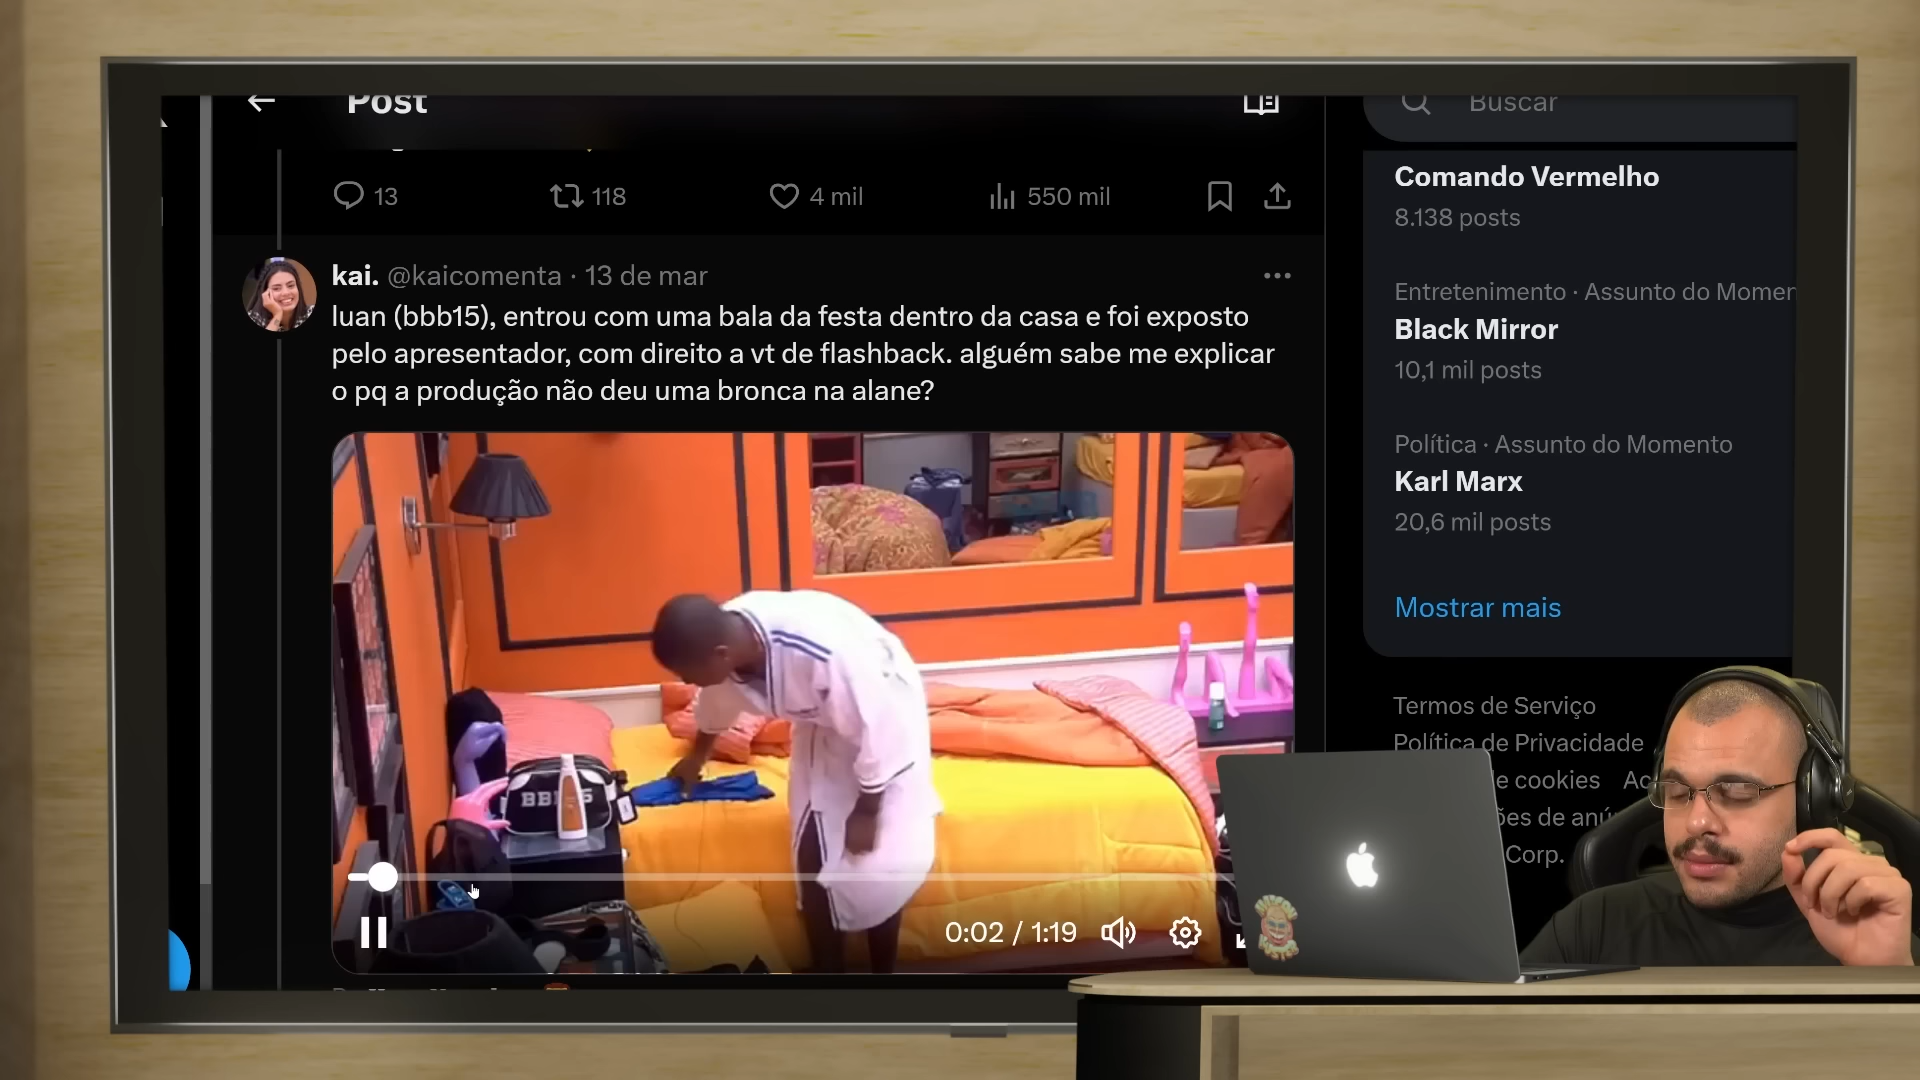 Post
Buscar
13
118
4 mil
550 mil
kai. @kaicomenta · 13 de mar
luan (bbb15), entrou com uma bala da festa dentro da casa e foi exposto
pelo apresentador, com direito a vt de flashback. alguém sabe me explicar
o pq a produção não deu uma bronca na alane?
BB
0:02 / 1:19
Comando Vermelho
8.138 posts
Entretenimento · Assunto do Momen
Black Mirror
10,1 mil posts
Política · Assunto do Momento
Karl Marx
20,6 mil posts
Mostrar mais
Termos de Serviço
Política de Privacidade
e cookies Ac
es de anú
Corp.